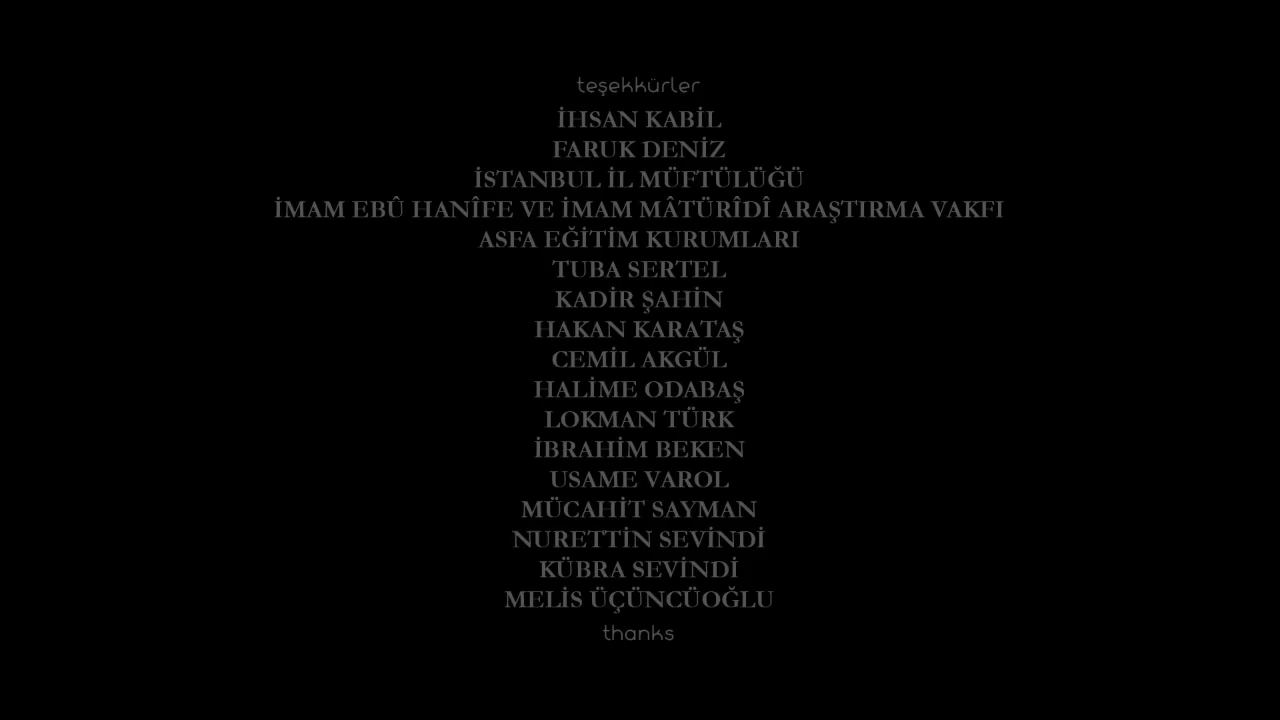 teşekkürler
İHSAN KABİL
FARUK DENİZ
İSTANBUL İL MÜFTÜLÜĞÜ
İMAM EBÛ HANÎFE VE İMAM MÂTÜRÎDÎ ARAŞTIRMA VAKFI
ASFA EĞİTİM KURUMLARI
TUBA SERTEL
KADİR ŞAHİN
HAKAN KARATAŞ
CEMİL AKGÜL
HALİME ODABAŞ
LOKMAN TÜRK
İBRAHİM BEKEN
USAME VAROL
MÜCAHİT SAYMAN
NURETTİN SEVİNDİ
KÜBRA SEVİNDİ
MELİS ÜÇÜNCÜOĞLU
thanks